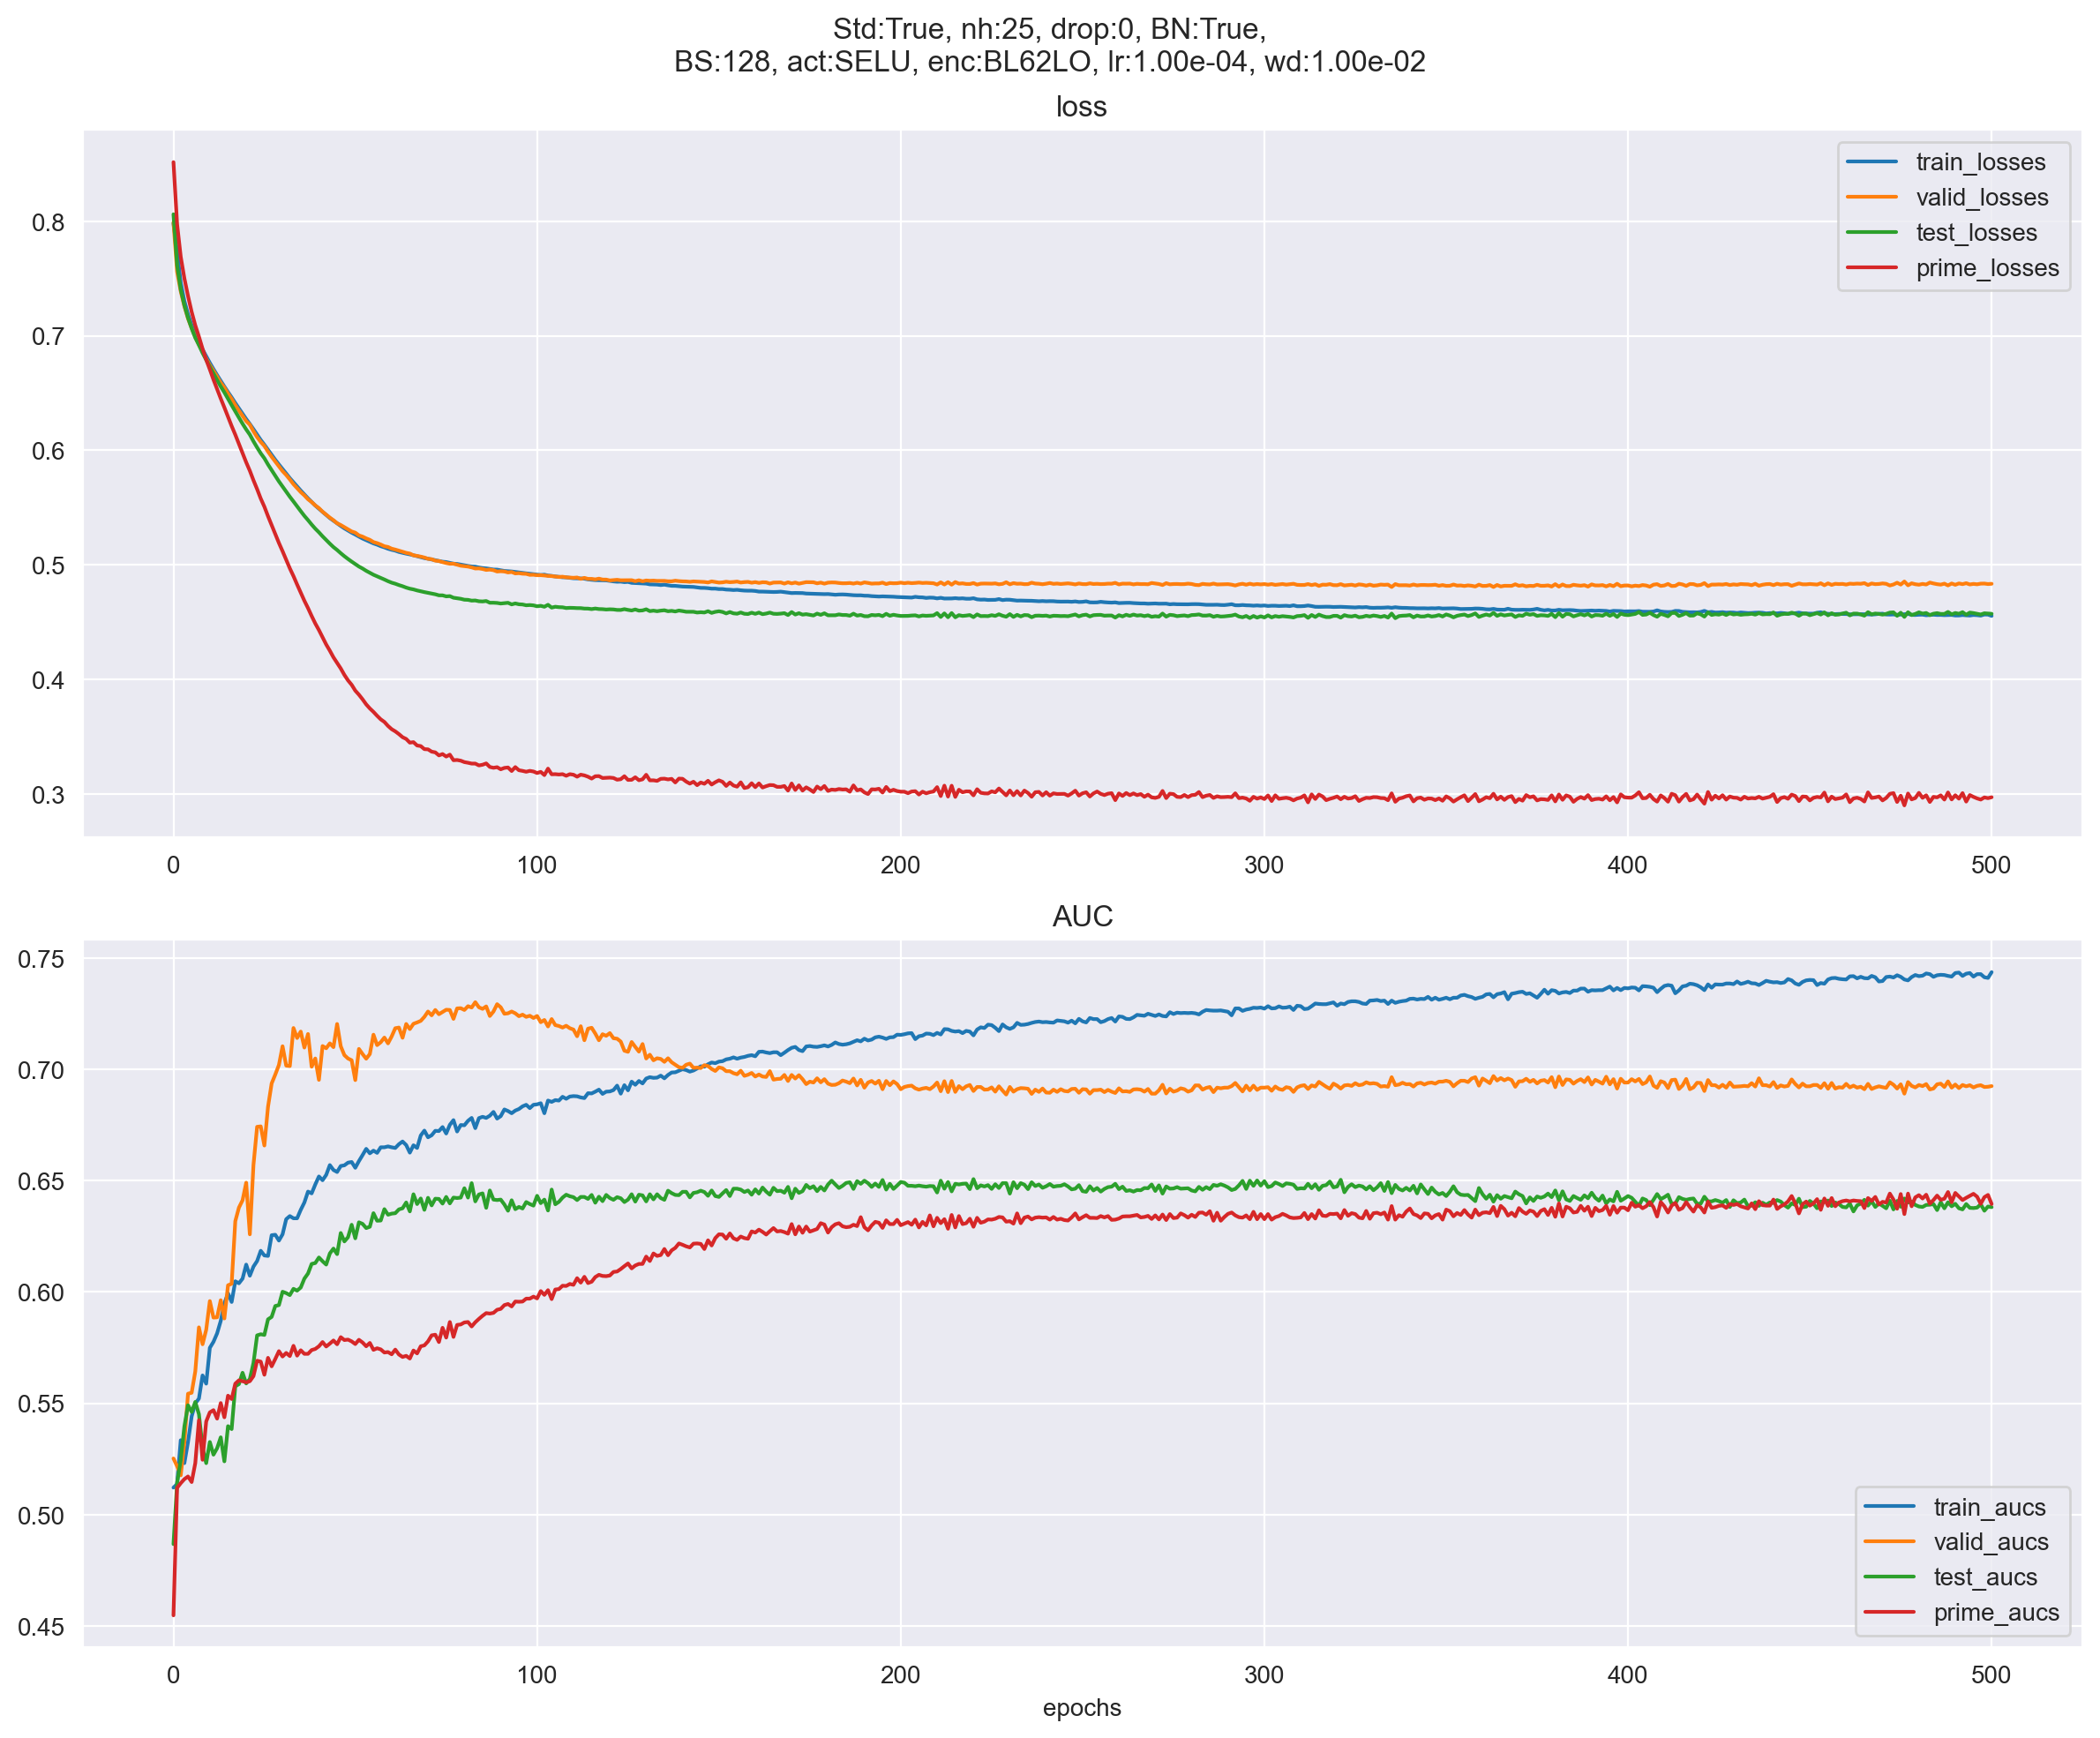 Std:True, nh:25, drop:0, BN:True,
BS:128, act:SELU, enc:BL62LO, lr:1.00e-04, wd:1.00e-02
loss
train_losses
valid_losses
test_losses
prime_losses
0.8
0.7
0.6
0.5
0.4
0.3
0 100 200 300 400 500
AUC
0.75
0.70
0.65
0.60
0.55
0.50
0.45
train_aucs
valid_aucs
test_aucs
prime_aucs
0 100 200 300 400 500
epochs